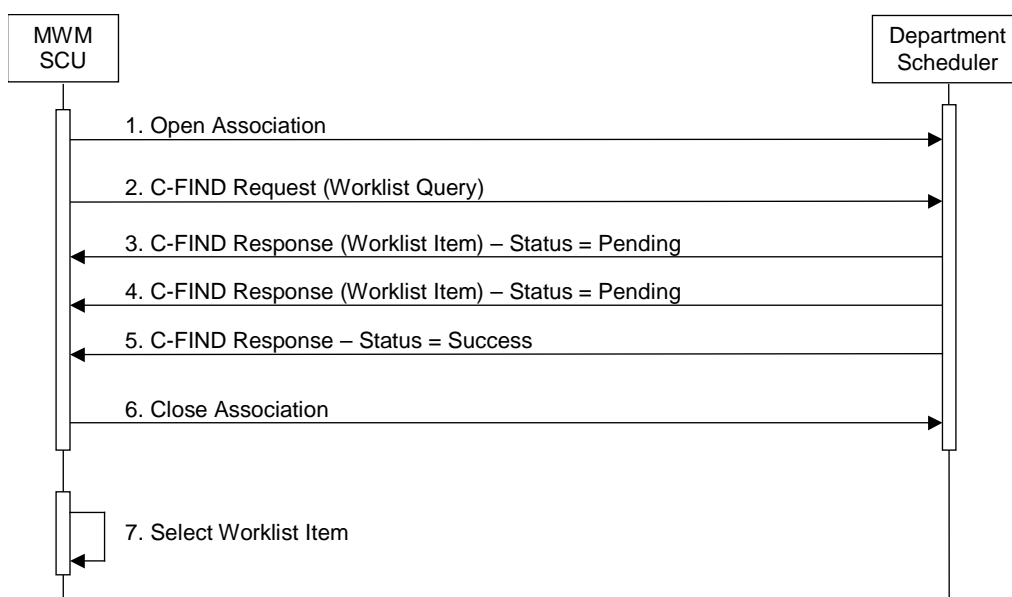 MWM
SCU
Department
Scheduler
1. Open Association
2. C-FIND Request (Worklist Query)
3. C-FIND Response (Worklist Item) – Status = Pending
4. C-FIND Response (Worklist Item) – Status = Pending
5. C-FIND Response – Status = Success
6. Close Association
7. Select Worklist Item